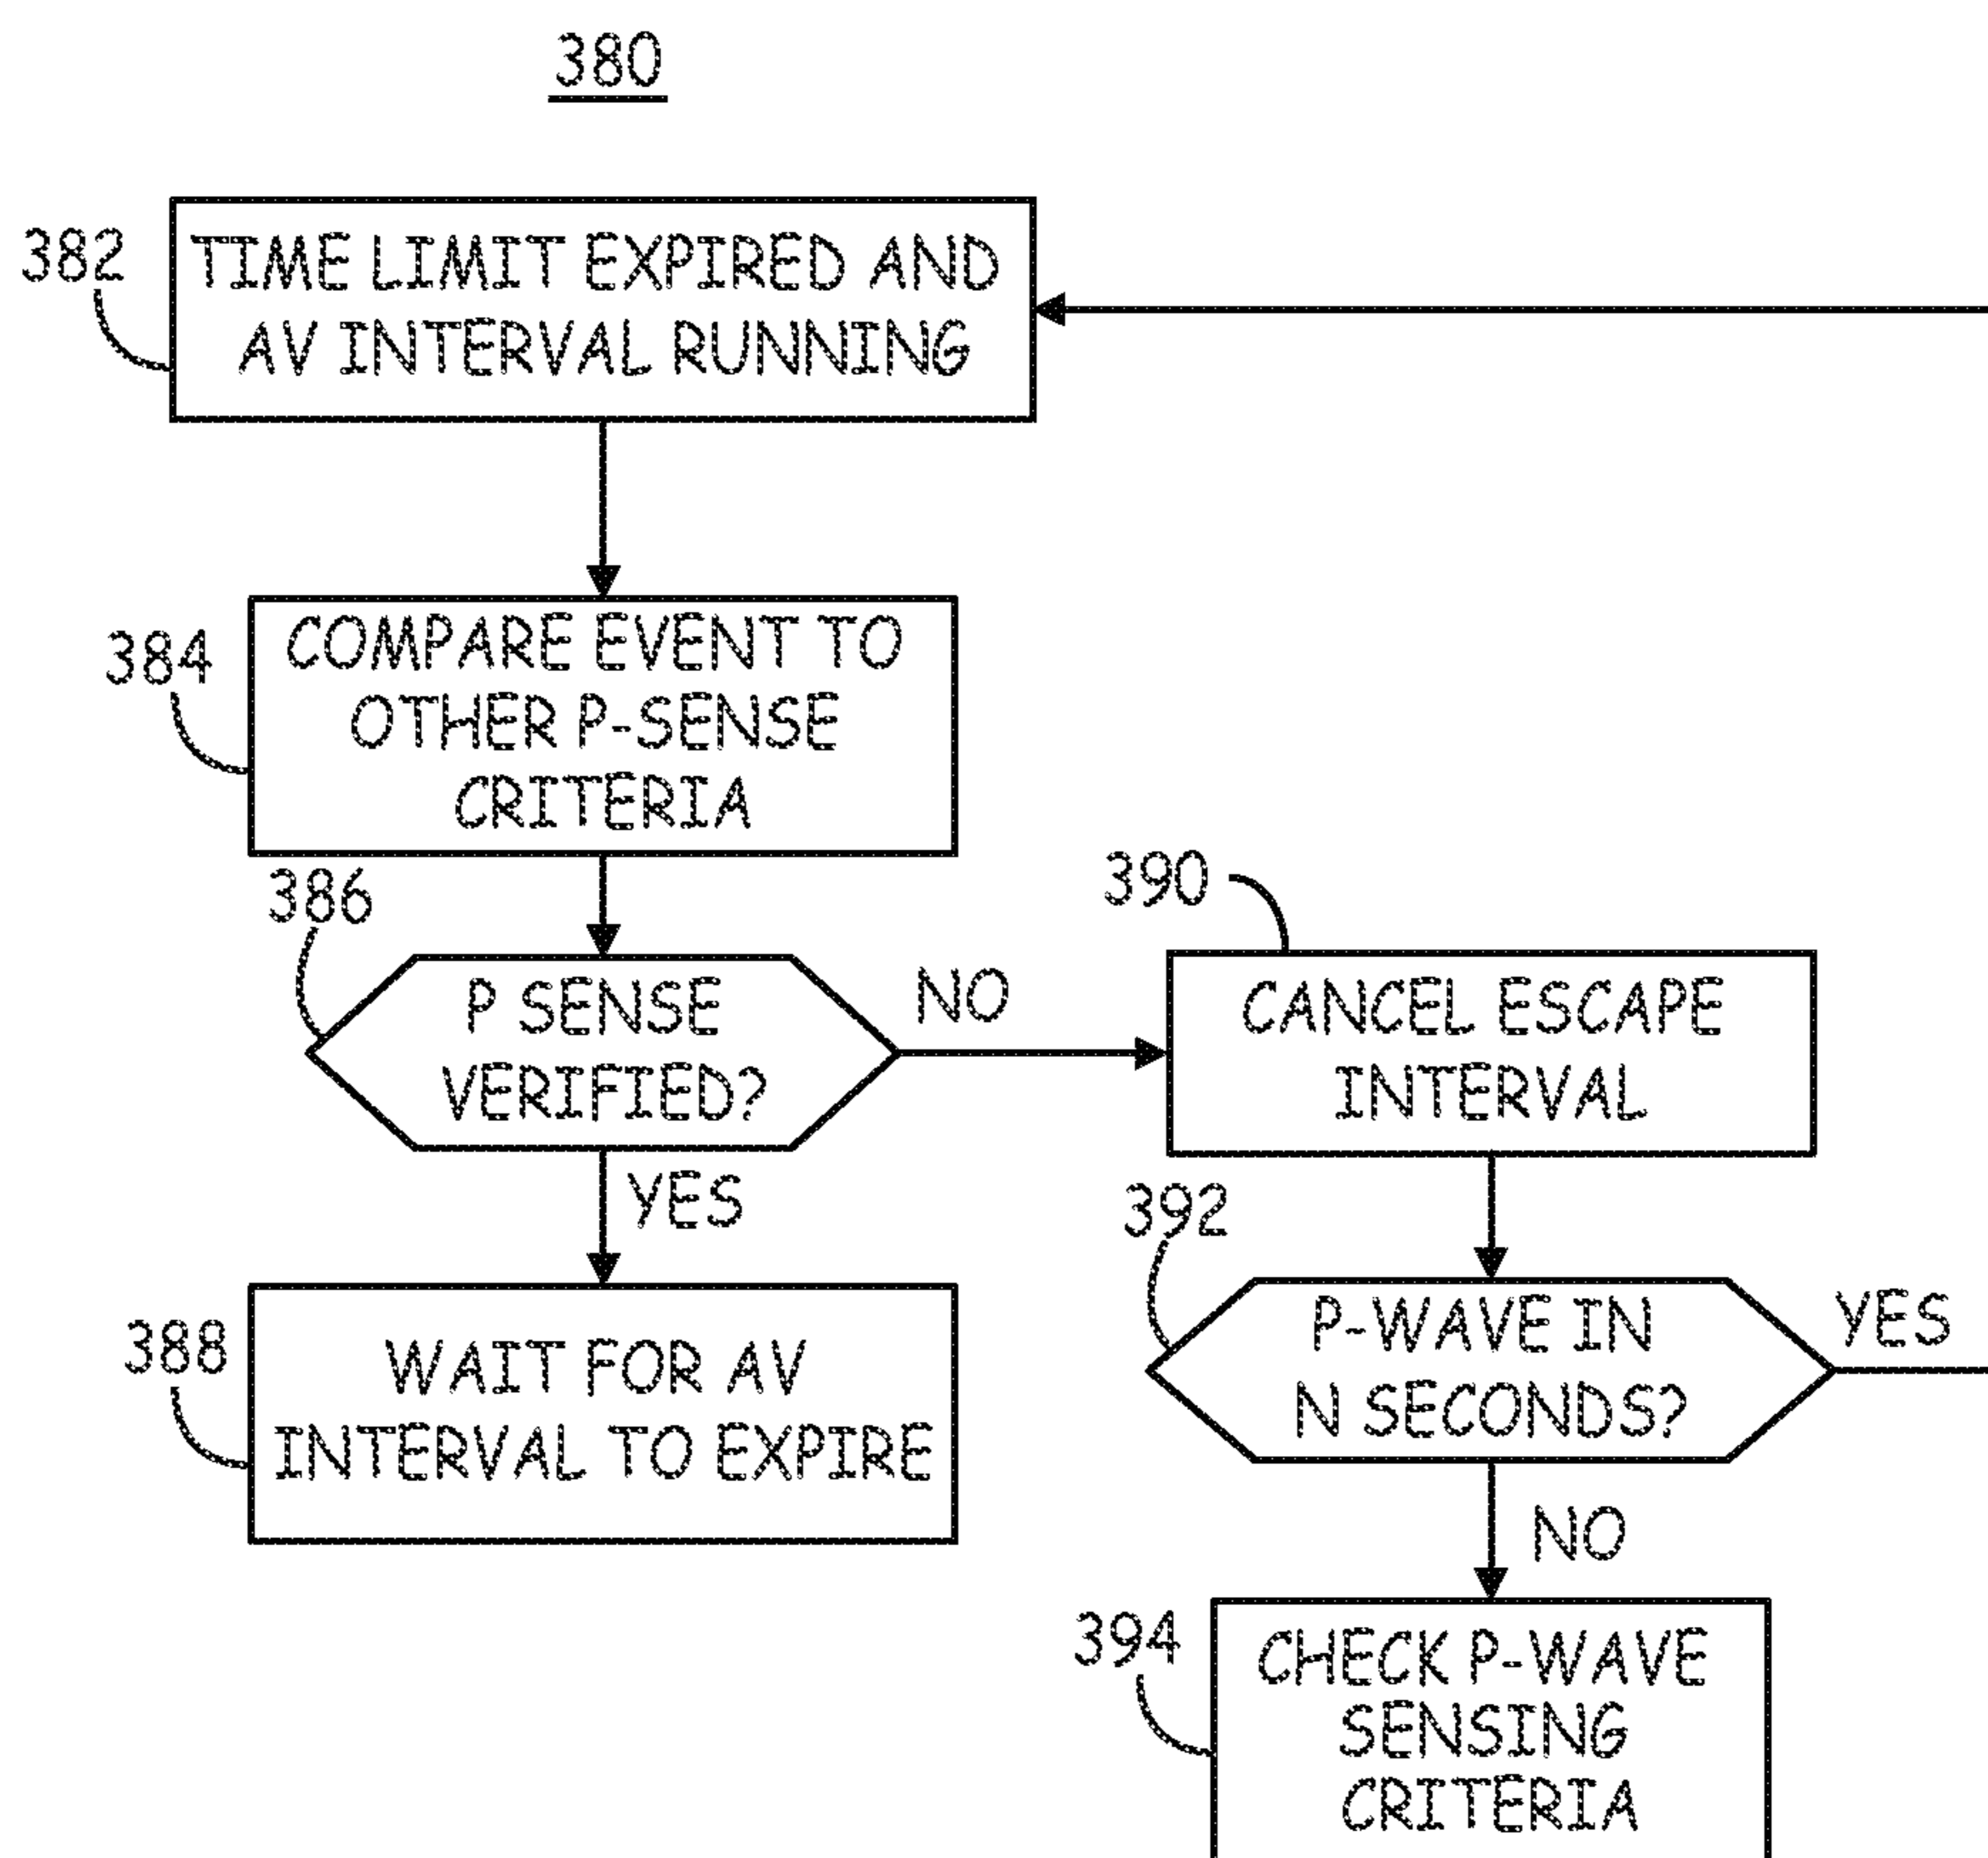 380
382
TIME LIMIT EXPIRED AND
AV INTERVAL RUNNING
384
COMPARE EVENT TO
OTHER P-SENSE
CRITERIA
386
P SENSE
VERIFIED?
NO
YES
388
WAIT FOR AV
INTERVAL TO EXPIRE
390
CANCEL ESCAPE
INTERVAL
392
P-WAVE IN
N SECONDS?
YES
NO
394
CHECK P-WAVE
SENSING
CRITERIA